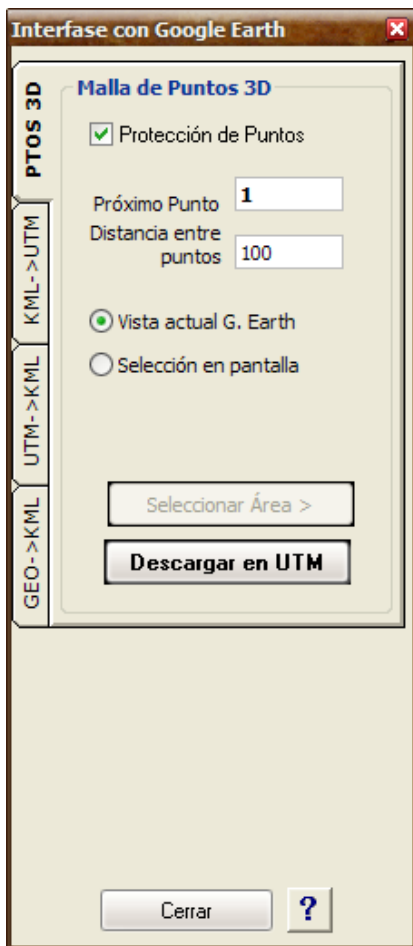 Interfase con Google Earth
PTOS 3D
KML->UTM
UTM->KML
GEO->KML
Malla de Puntos 3D
Protección de Puntos
Próximo Punto 1
Distancia entre
puntos 100
Vista actual G. Earth
Selección en pantalla
Seleccionar Área >
Descargar en UTM
Cerrar ?